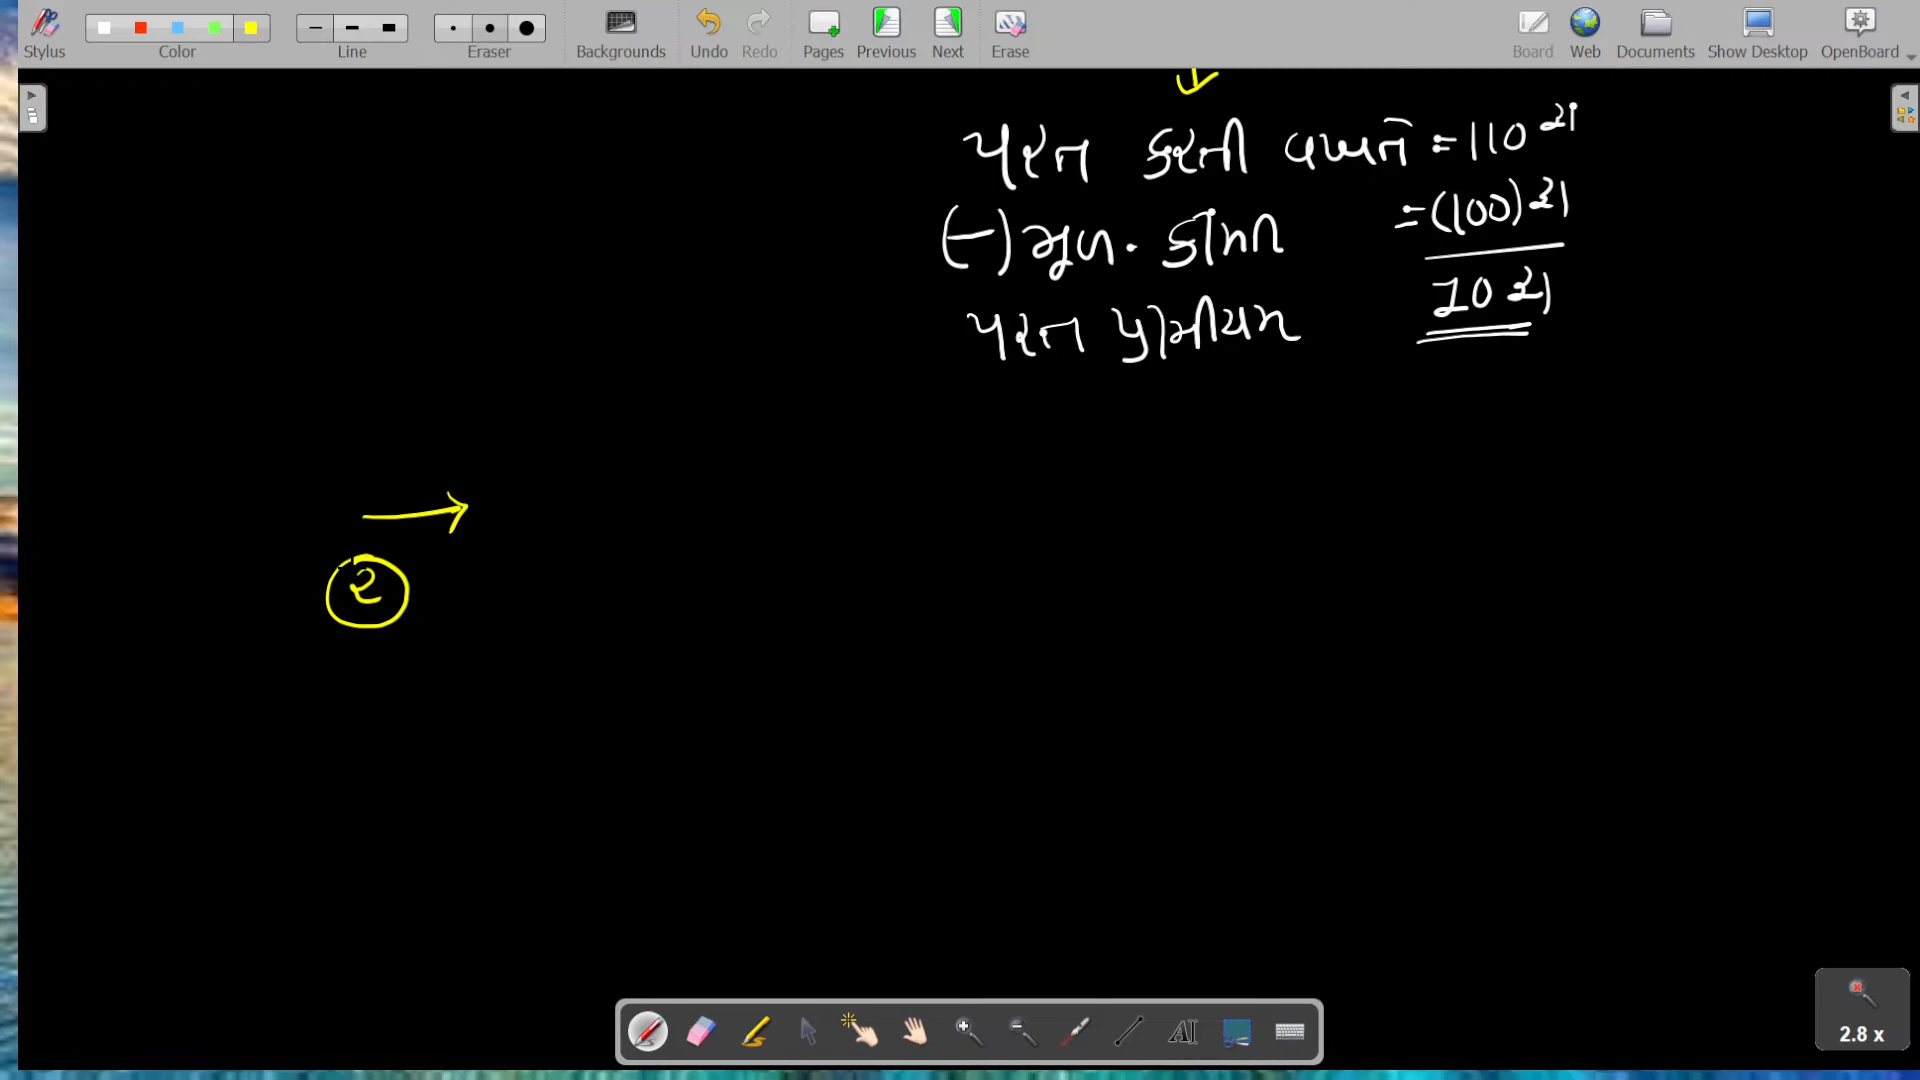 Stylus Color Line Eraser Backgrounds Undo Redo Pages Previous Next Erase Board Web Documents Show Desktop OpenBoard
પરત કરતી વખતે = 110 રૂા
(-) મુળ. કીંમત = (100) રૂા
પરત પ્રીમીયમ 10 રૂા
૨
2.8 x